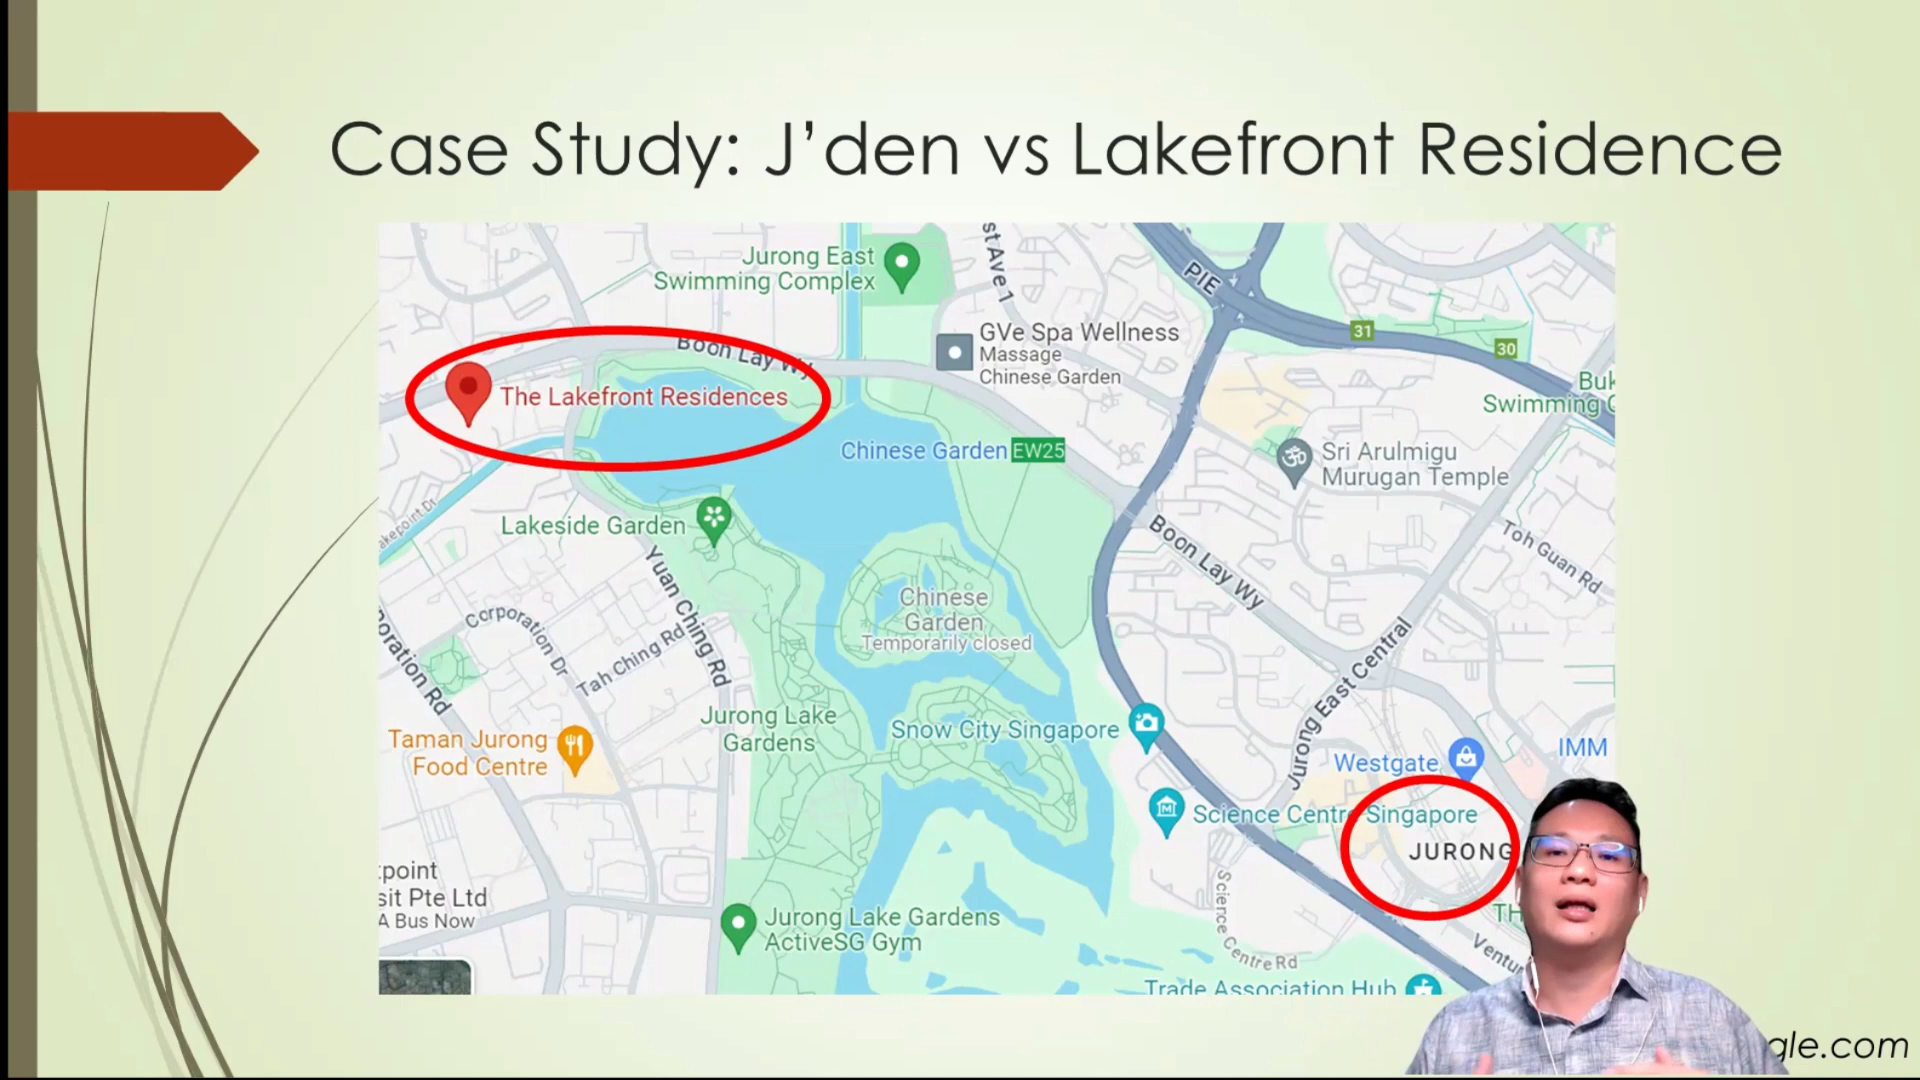 Case Study: J'den vs Lakefront Residence
Jurong East
Swimming Complex
st Ave 1
PIE
31
30
GVe Spa Wellness
Massage
Chinese Garden
Boon Lay Wy
The Lakefront Residences
Swimming
Chinese Garden EW25
Sri Arulmigu
Murugan Temple
Lakeside Garden
Boon Lay Wy
Toh Guan Rd
Yuan Ching Rd
Chinese
Garden
Temporarily closed
Corporation Dr
Tah Ching Rd
Jurong East Central
Jurong Lake
Gardens
Snow City Singapore
Taman Jurong
Food Centre
Westgate
IMM
Science Centre Singapore
JURONG
Science Centre Rd
Jurong Lake Gardens
ActiveSG Gym
point
sit Pte Ltd
A Bus Now
Trade Association Hub
gle.com